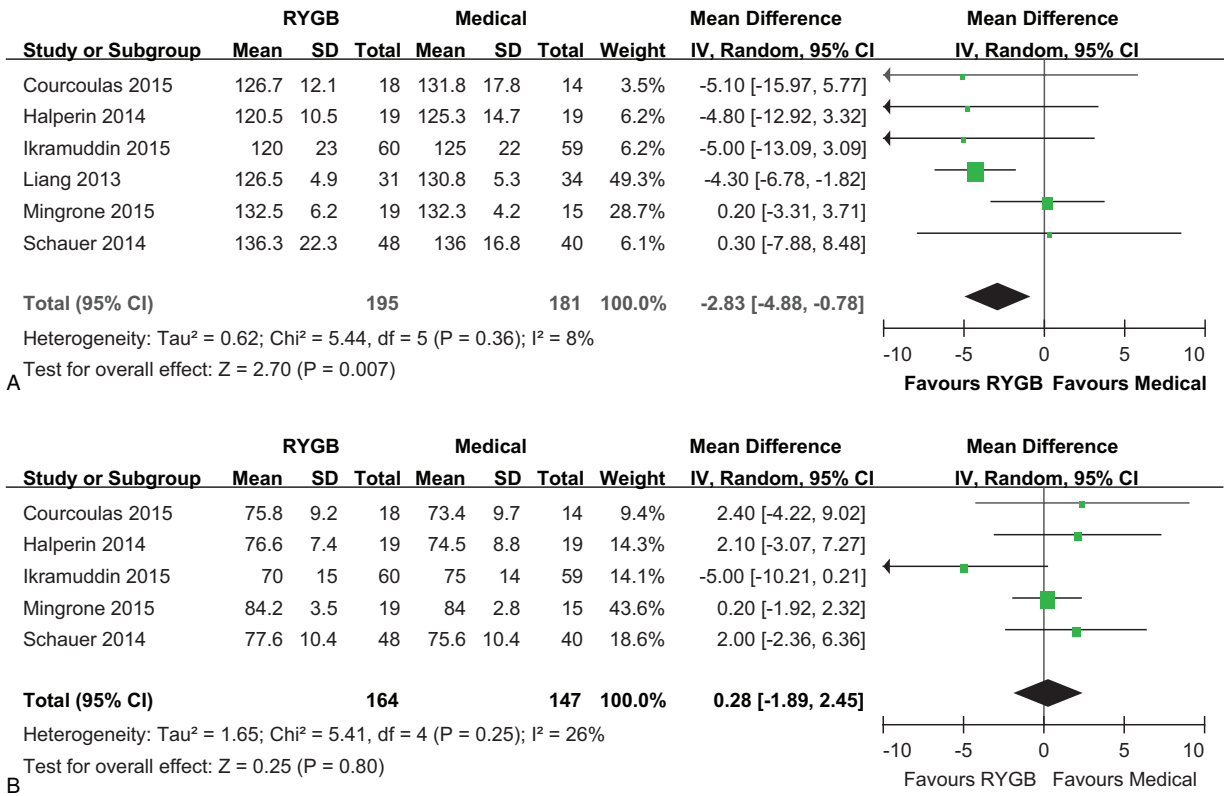 RYGB Medical Mean Difference Mean Difference
Study or Subgroup Mean SD Total Mean SD Total Weight IV, Random, 95% CI IV, Random, 95% CI
Courcoulas 2015 126.7 12.1 18 131.8 17.8 14 3.5% -5.10 [-15.97, 5.77]
Halperin 2014 120.5 10.5 19 125.3 14.7 19 6.2% -4.80 [-12.92, 3.32]
Ikramuddin 2015 120 23 60 125 22 59 6.2% -5.00 [-13.09, 3.09]
Liang 2013 126.5 4.9 31 130.8 5.3 34 49.3% -4.30 [-6.78, -1.82]
Mingrone 2015 132.5 6.2 19 132.3 4.2 15 28.7% 0.20 [-3.31, 3.71]
Schauer 2014 136.3 22.3 48 136 16.8 40 6.1% 0.30 [-7.88, 8.48]
Total (95% CI) 195 181 100.0% -2.83 [-4.88, -0.78]
Heterogeneity: Tau² = 0.62; Chi² = 5.44, df = 5 (P = 0.36); I² = 8%
-10 -5 0 5 10
Test for overall effect: Z = 2.70 (P = 0.007)
A
Favours RYGB Favours Medical
RYGB Medical Mean Difference Mean Difference
Study or Subgroup Mean SD Total Mean SD Total Weight IV, Random, 95% CI IV, Random, 95% CI
Courcoulas 2015 75.8 9.2 18 73.4 9.7 14 9.4% 2.40 [-4.22, 9.02]
Halperin 2014 76.6 7.4 19 74.5 8.8 19 14.3% 2.10 [-3.07, 7.27]
Ikramuddin 2015 70 15 60 75 14 59 14.1% -5.00 [-10.21, 0.21]
Mingrone 2015 84.2 3.5 19 84 2.8 15 43.6% 0.20 [-1.92, 2.32]
Schauer 2014 77.6 10.4 48 75.6 10.4 40 18.6% 2.00 [-2.36, 6.36]
Total (95% CI) 164 147 100.0% 0.28 [-1.89, 2.45]
Heterogeneity: Tau² = 1.65; Chi² = 5.41, df = 4 (P = 0.25); I² = 26%
-10 -5 0 5 10
Test for overall effect: Z = 0.25 (P = 0.80)
B
Favours RYGB Favours Medical